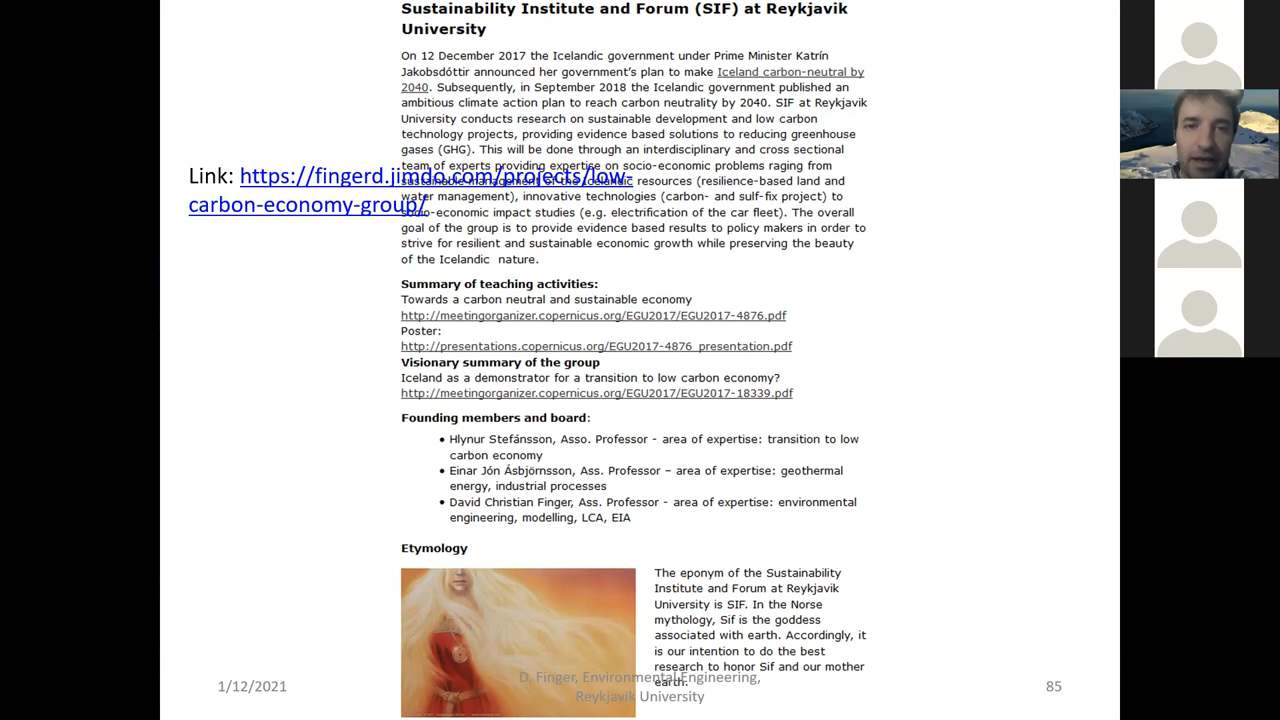 Sustainability Institute and Forum (SIF) at Reykjavik
University
On 12 December 2017 the Icelandic government under Prime Minister Katrín
Jakobsdóttir announced her government's plan to make Iceland carbon-neutral by
2040. Subsequently, in September 2018 the Icelandic government published an
ambitious climate action plan to reach carbon neutrality by 2040. SIF at Reykjavik
University conducts research on sustainable development and low carbon
technology projects, providing evidence based solutions to reducing greenhouse
gases (GHG). This will be done through an interdisciplinary and cross sectional
team of experts providing expertise on socio-economic problems raging from
sustainable management of the Icelandic resources (resilience-based land and
water management), innovative technologies (carbon- and sulf-fix project) to
socio-economic impact studies (e.g. electrification of the car fleet). The overall
goal of the group is to provide evidence based results to policy makers in order to
strive for resilient and sustainable economic growth while preserving the beauty
of the Icelandic nature.
Link: https://fingerd.jimdo.com/projects/low-
carbon-economy-group/
Summary of teaching activities:
Towards a carbon neutral and sustainable economy
http://meetingorganizer.copernicus.org/EGU2017/EGU2017-4876.pdf
Poster:
http://presentations.copernicus.org/EGU2017-4876_presentation.pdf
Visionary summary of the group
Iceland as a demonstrator for a transition to low carbon economy?
http://meetingorganizer.copernicus.org/EGU2017/EGU2017-18339.pdf
Founding members and board:
• Hlynur Stefánsson, Asso. Professor - area of expertise: transition to low
carbon economy
• Einar Jón Ásbjörnsson, Ass. Professor – area of expertise: geothermal
energy, industrial processes
• David Christian Finger, Ass. Professor - area of expertise: environmental
engineering, modelling, LCA, EIA
Etymology
The eponym of the Sustainability
Institute and Forum at Reykjavik
University is SIF. In the Norse
mythology, Sif is the goddess
associated with earth. Accordingly, it
is our intention to do the best
research to honor Sif and our mother
earth.
1/12/2021
D. Finger, Environmental Engineering,
Reykjavik University
85